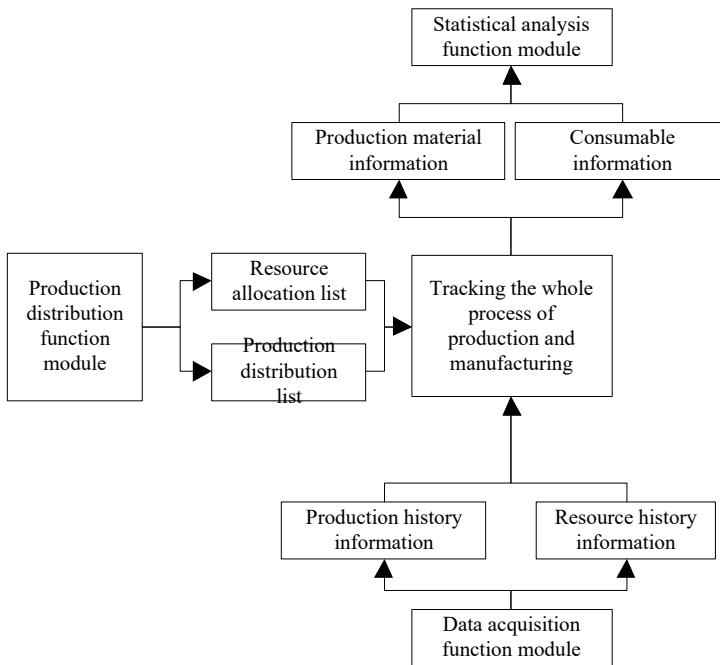 Statistical analysis
function module
Production material
information
Consumable
information
Production
distribution
function
module
Resource
allocation list
Production
distribution
list
Tracking the whole
process of
production and
manufacturing
Production history
information
Resource history
information
Data acquisition
function module